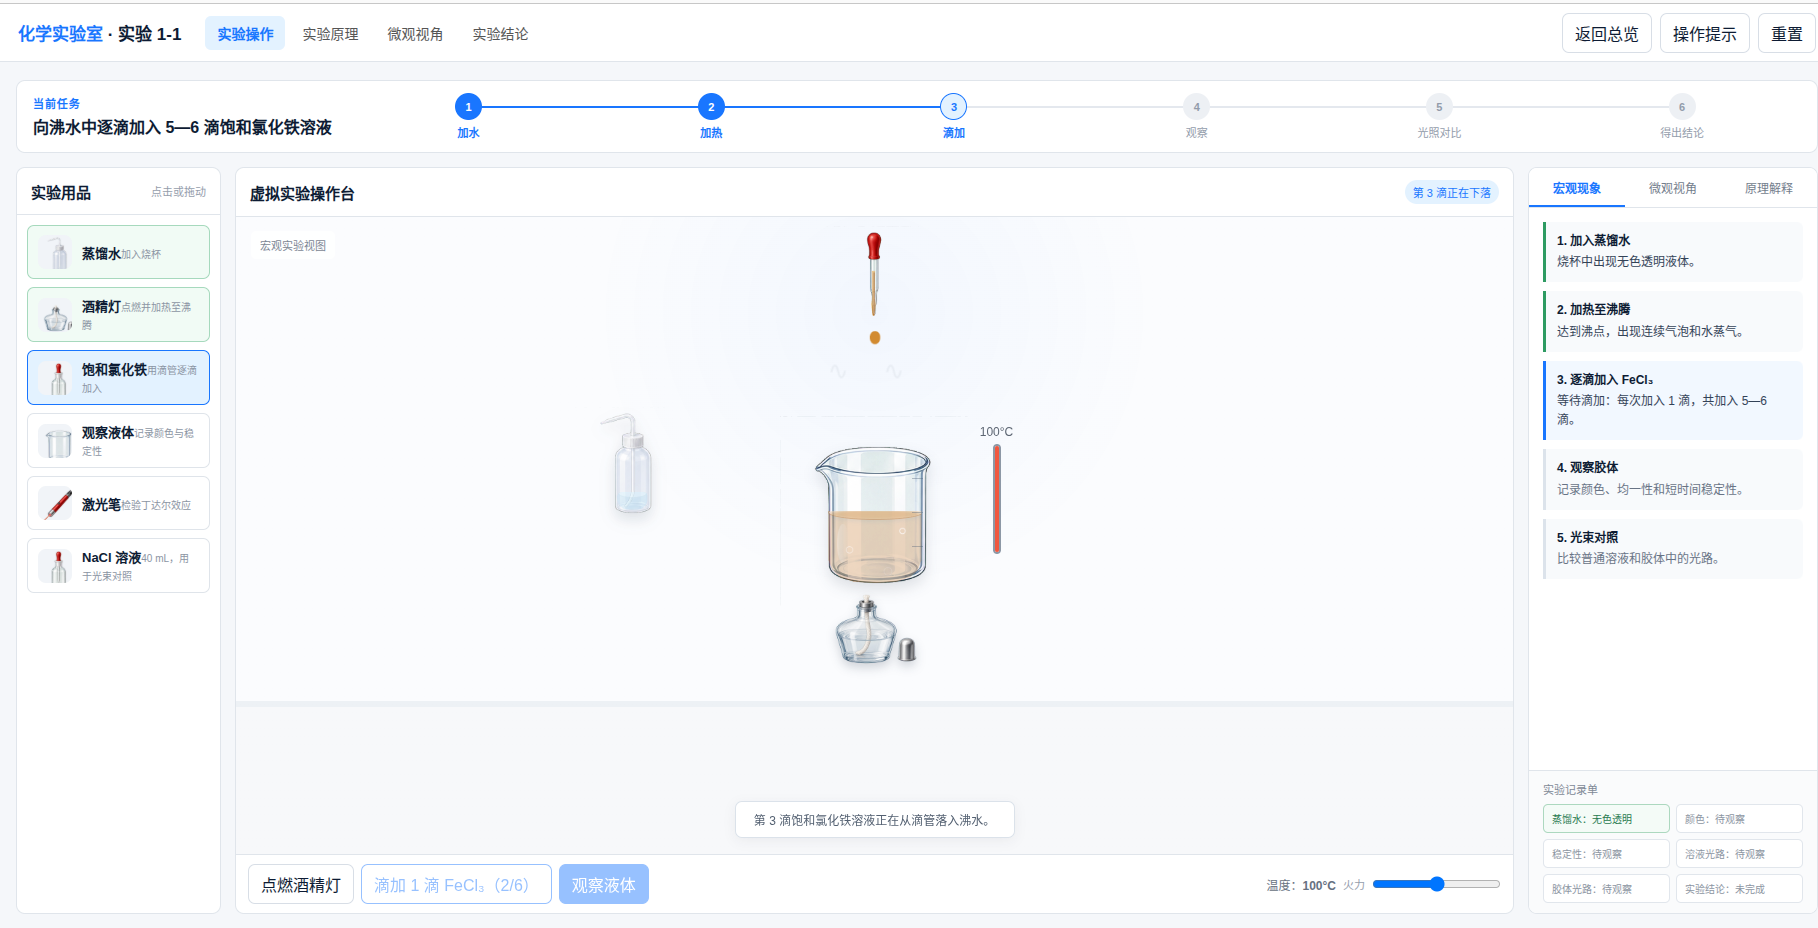 化学实验室 · 实验 1-1
实验操作
实验原理
微观视角
实验结论
返回总览
操作提示
重置
当前任务
向沸水中逐滴加入 5—6 滴饱和氯化铁溶液
1
加水
2
加热
3
滴加
4
观察
5
光照对比
6
得出结论
实验用品
点击或拖动
蒸馏水加入烧杯
酒精灯点燃并加热至沸
腾
饱和氯化铁用滴管逐滴
加入
观察液体记录颜色与稳
定性
激光笔检验丁达尔效应
NaCl 溶液40 mL，用
于光束对照
虚拟实验操作台
第 3 滴正在下落
宏观实验视图
100°C
第 3 滴饱和氯化铁溶液正在从滴管落入沸水。
点燃酒精灯
滴加 1 滴 FeCl₃（2/6）
观察液体
温度：100°C
火力
宏观现象
微观视角
原理解释
1. 加入蒸馏水
烧杯中出现无色透明液体。
2. 加热至沸腾
达到沸点，出现连续气泡和水蒸气。
3. 逐滴加入 FeCl₃
等待滴加：每次加入 1 滴，共加入 5—6
滴。
4. 观察胶体
记录颜色、均一性和短时间稳定性。
5. 光束对照
比较普通溶液和胶体中的光路。
实验记录单
蒸馏水：无色透明
颜色：待观察
稳定性：待观察
溶液光路：待观察
胶体光路：待观察
实验结论：未完成